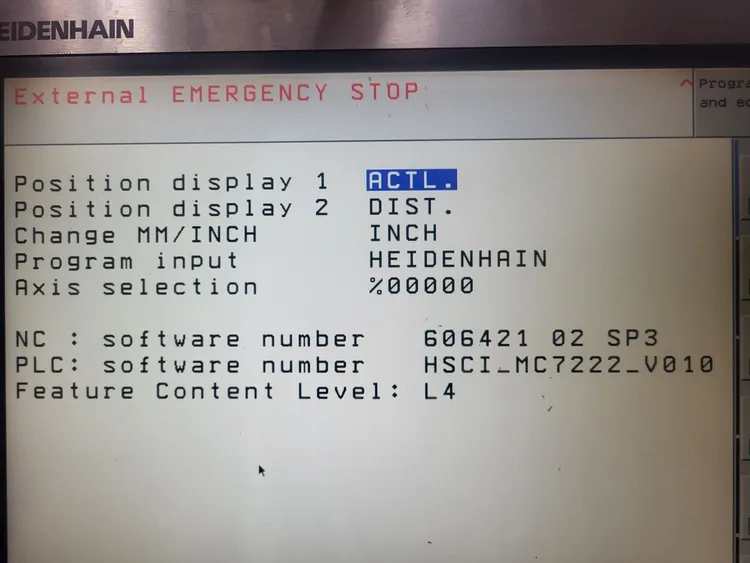 EIDENHAIN
External EMERGENCY STOP
Progra
and ed
Position display 1 ACTL.
Position display 2 DIST.
Change MM/INCH INCH
Program input HEIDENHAIN
Axis selection %00000
NC : software number 606421 02 SP3
PLC: software number HSCI_MC7222_V010
Feature Content Level: L4